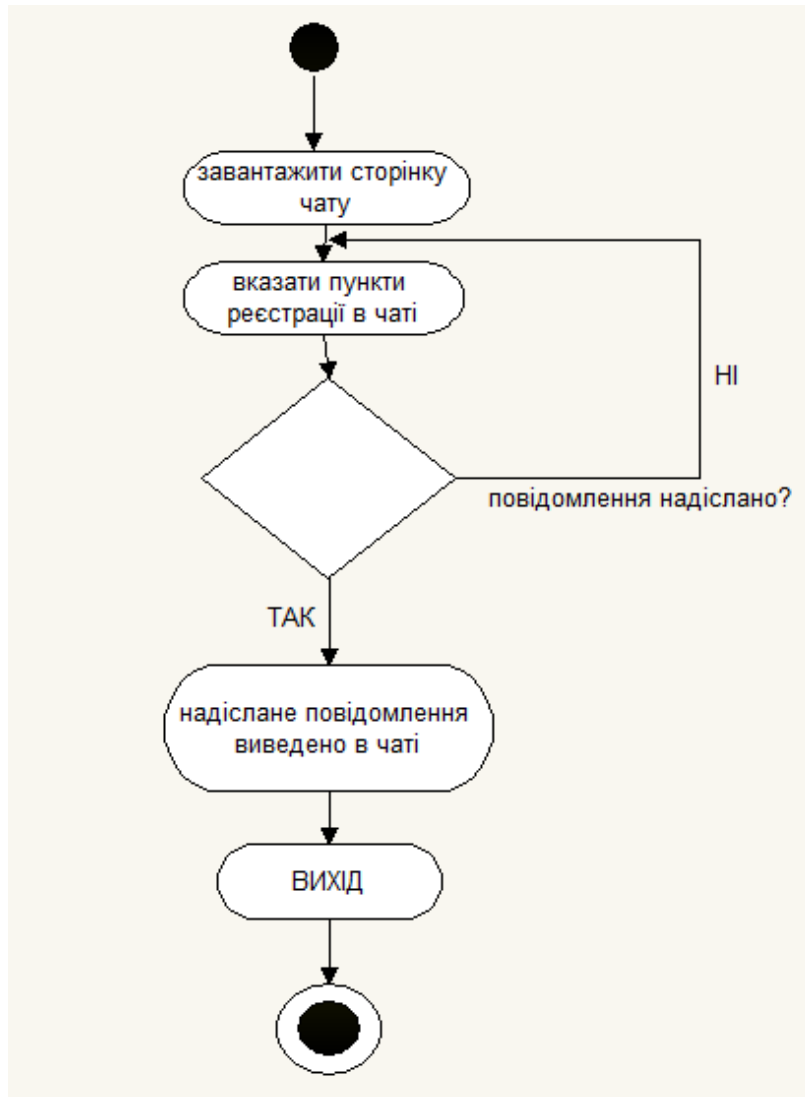 завантажити сторінку
чату
вказати пункти
реєстрації в чаті
НІ
повідомлення надіслано?
ТАК
надіслане повідомлення
виведено в чаті
ВИХІД